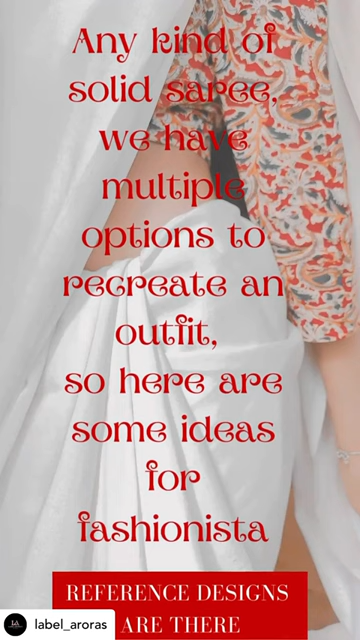 Any kind of
solid saree,
we have
multiple
options to
recreate an
outfit,
so here are
some ideas
for
fashionista
REFERENCE DESIGNS
ARE THERE
LA
label_aroras